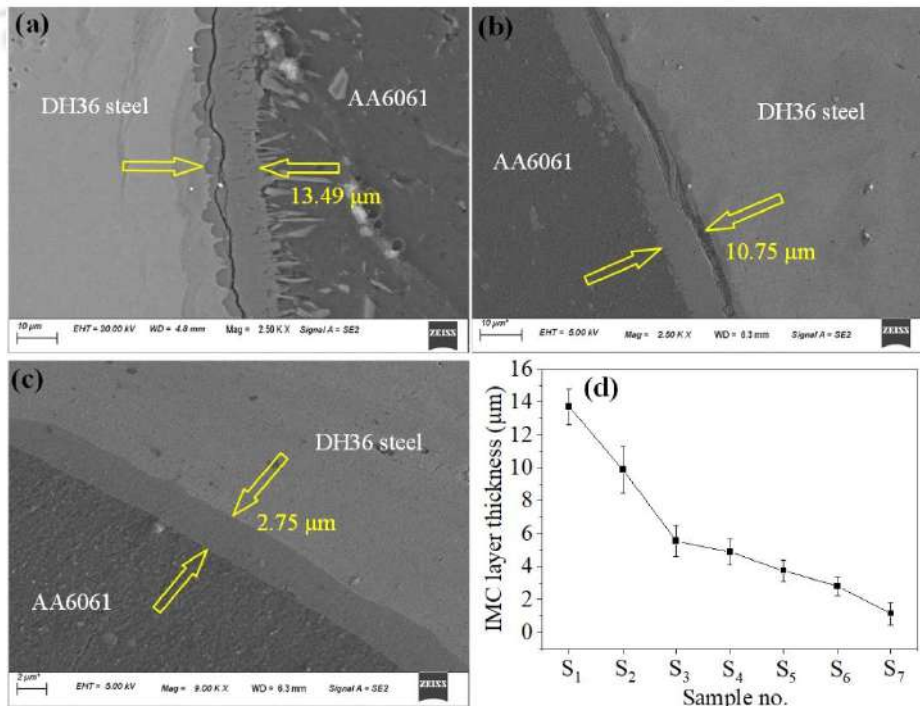 (a)
DH36 steel
AA6061
13.49 µm
10 µm
EHT = 20.00 kV WD = 4.8 mm Mag = 2.50 K X Signal A = SE2
ZEISS
(b)
DH36 steel
AA6061
10.75 µm
10 µm*
EHT = 5.00 kV Mag = 2.50 K X WD = 6.3 mm Signal A = SE2
ZEISS
(c)
DH36 steel
2.75 µm
AA6061
2 µm*
EHT = 5.00 kV Mag = 9.00 K X WD = 6.3 mm Signal A = SE2
ZEISS
(d)
IMC layer thickness (µm)
16
14
12
10
8
6
4
2
0
S1 S2 S3 S4 S5 S6 S7
Sample no.